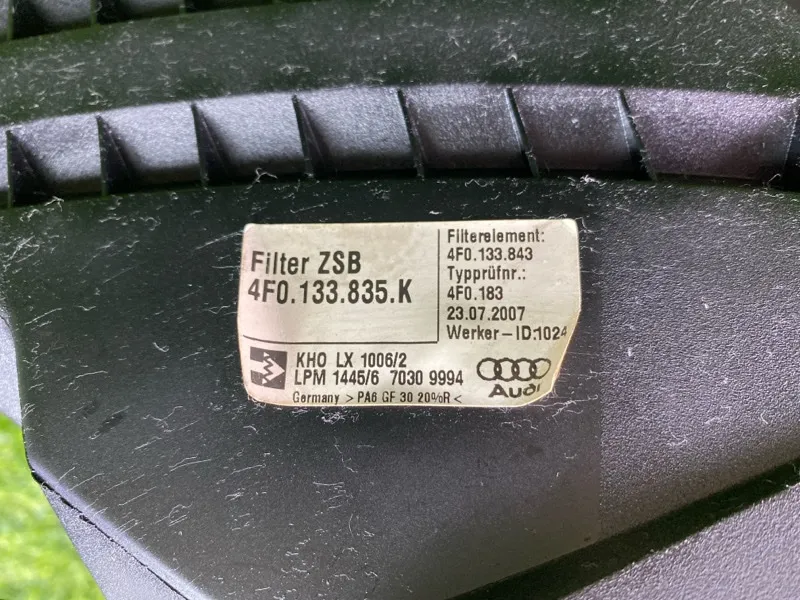 Filter ZSB
4F0.133.835.K
Filterelement:
4F0.133.843
Typprüfnr.:
4F0.183
23.07.2007
Werker-ID:1024
KHO LX 1006/2
LPM 1445/6 7030 9994
Germany >PA6 GF 30 20%R<
Audi